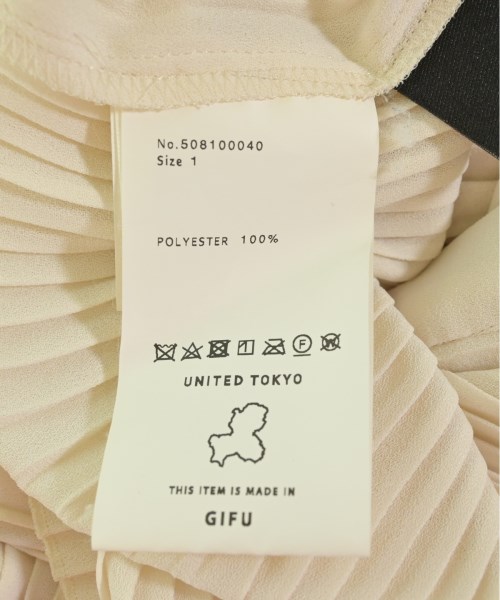 No.508100040
Size 1
POLYESTER 100%
F
W
UNITED TOKYO
THIS ITEM IS MADE IN
GIFU